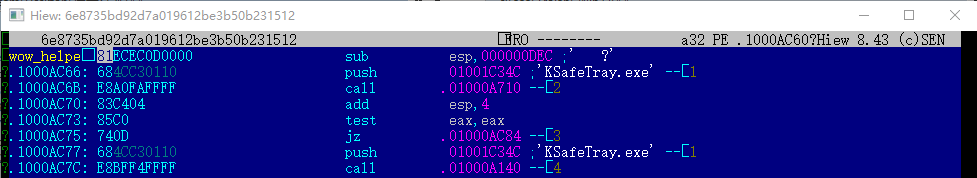 Hiew: 6e8735bd92d7a019612be3b50b231512
6e8735bd92d7a019612be3b50b231512 FRO -------- a32 PE .1000AC60?Hiew 8.43 (c)SEN
wow_helpe 81ECEC0D0000 sub esp,000000DEC ;' ?'
?.1000AC66: 684CC30110 push .01001C34C ;'KSafeTray.exe' --[1
?.1000AC6B: E8A0FAFFFF call .01000A710 --[2
?.1000AC70: 83C404 add esp,4
?.1000AC73: 85C0 test eax,eax
?.1000AC75: 740D jz .01000AC84 --[3
?.1000AC77: 684CC30110 push .01001C34C ;'KSafeTray.exe' --[1
?.1000AC7C: E8BFF4FFFF call .01000A140 --[4